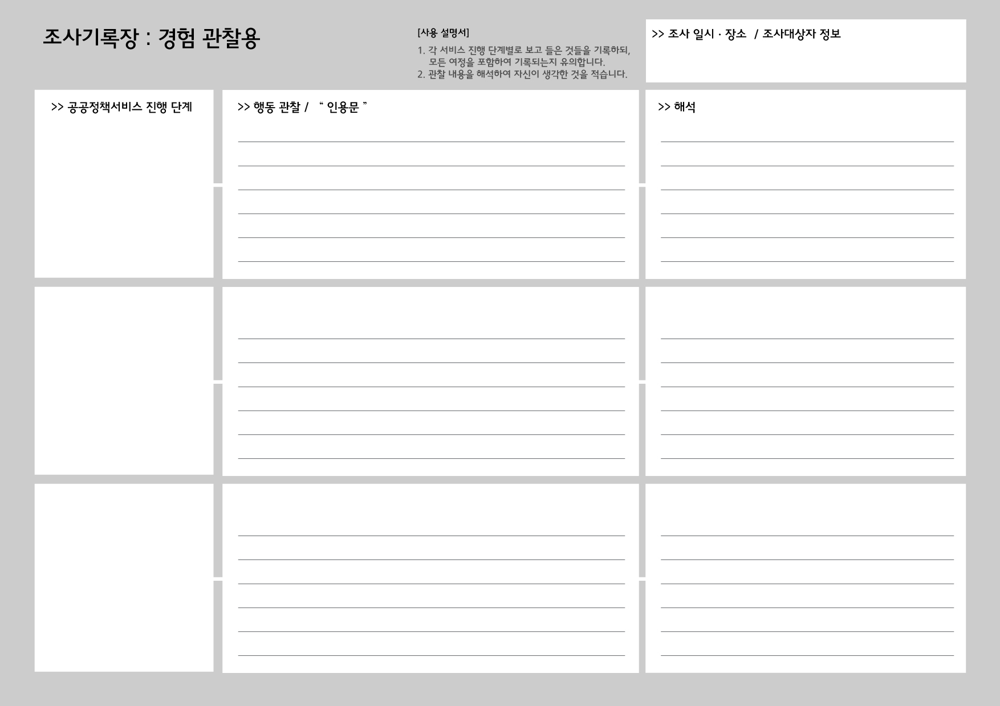 조사기록장 : 경험 관찰용
[사용 설명서]
1. 각 서비스 진행 단계별로 보고 들은 것들을 기록하되,
모든 여정을 포함하여 기록되는지 유의합니다.
2. 관찰 내용을 해석하여 자신이 생각한 것을 적습니다.
>> 조사 일시 · 장소 / 조사대상자 정보
>> 공공정책서비스 진행 단계
>> 행동 관찰 / “ 인용문 ”
>> 해석